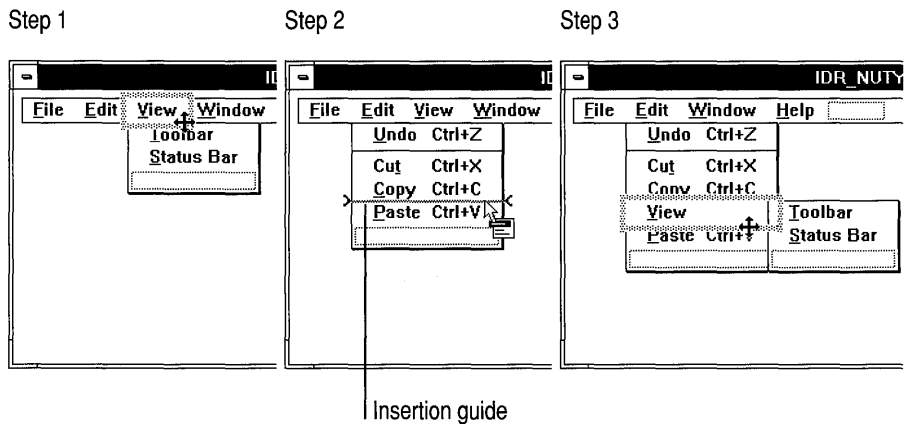 Step 1
Step 2
Step 3
File Edit View Window
Toolbar
Status Bar
File Edit View Window
Undo Ctrl+Z
Cut Ctrl+X
Copy Ctrl+C
Paste Ctrl+V
IDR_NUTY
File Edit Window Help
Undo Ctrl+Z
Cut Ctrl+X
Copy Ctrl+C
View
Toolbar
Paste Ctrl+V
Status Bar
Insertion guide